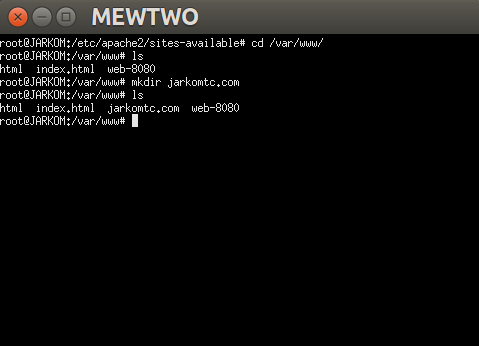 MEWTWO
root@JARKOM:/etc/apache2/sites-available# cd /var/www/
root@JARKOM:/var/www# ls
html  index.html  web-8080
root@JARKOM:/var/www# mkdir jarkomtc.com
root@JARKOM:/var/www# ls
html  index.html  jarkomtc.com  web-8080
root@JARKOM:/var/www#